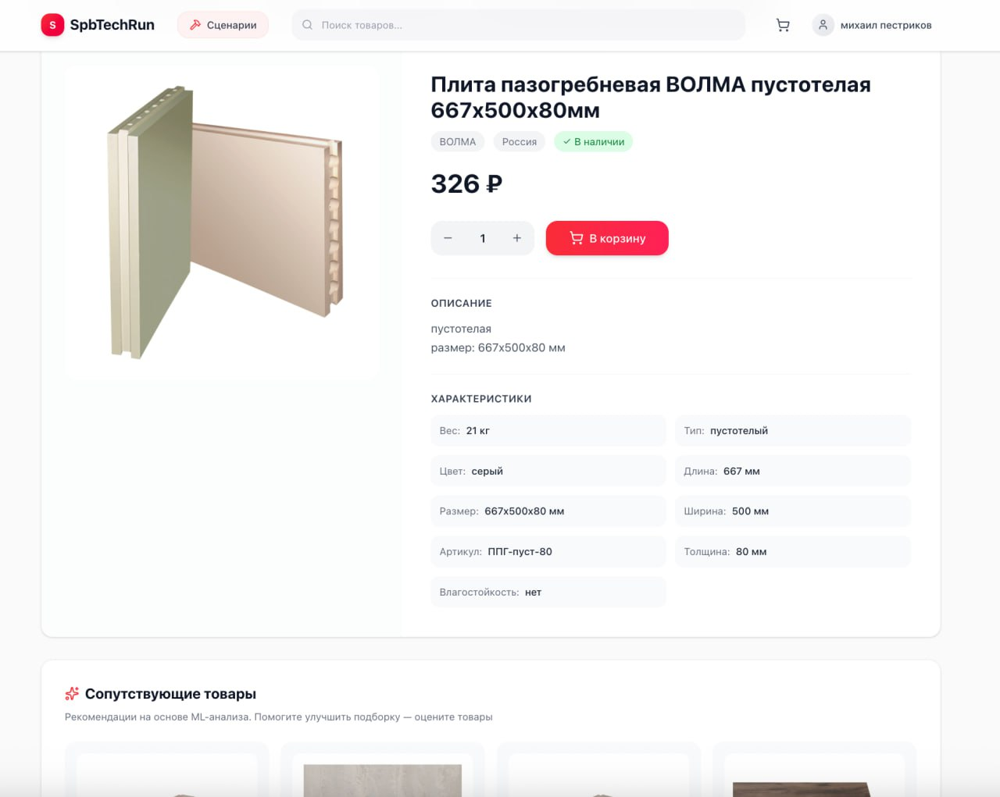 S SpbTechRun Сценарии Поиск товаров... михаил пестриков
Плита пазогребневая ВОЛМА пустотелая
667х500х80мм
ВОЛМА Россия В наличии
326 ₽
− 1 + В корзину
ОПИСАНИЕ
пустотелая
размер: 667х500х80 мм
ХАРАКТЕРИСТИКИ
Вес: 21 кг Тип: пустотелый
Цвет: серый Длина: 667 мм
Размер: 667х500х80 мм Ширина: 500 мм
Артикул: ППГ-пуст-80 Толщина: 80 мм
Влагостойкость: нет
Сопутствующие товары
Рекомендации на основе ML-анализа. Помогите улучшить подборку — оцените товары